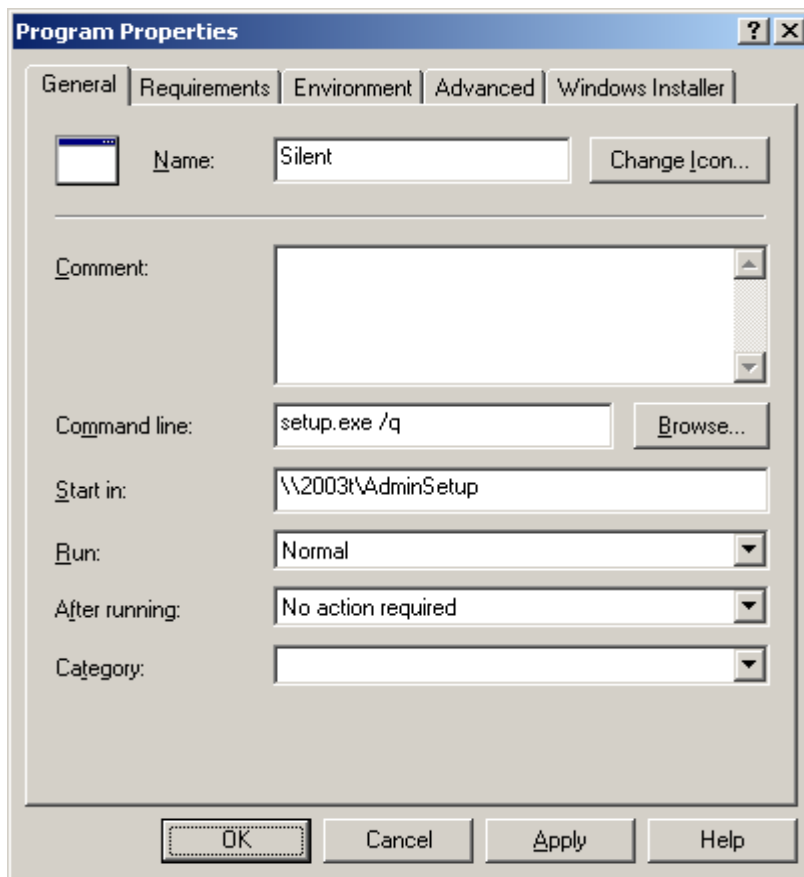 Program Properties
General Requirements Environment Advanced Windows Installer
Name: Silent Change Icon...
Comment:
Command line: setup.exe /q Browse...
Start in: \\2003t\AdminSetup
Run: Normal
After running: No action required
Category:
OK Cancel Apply Help